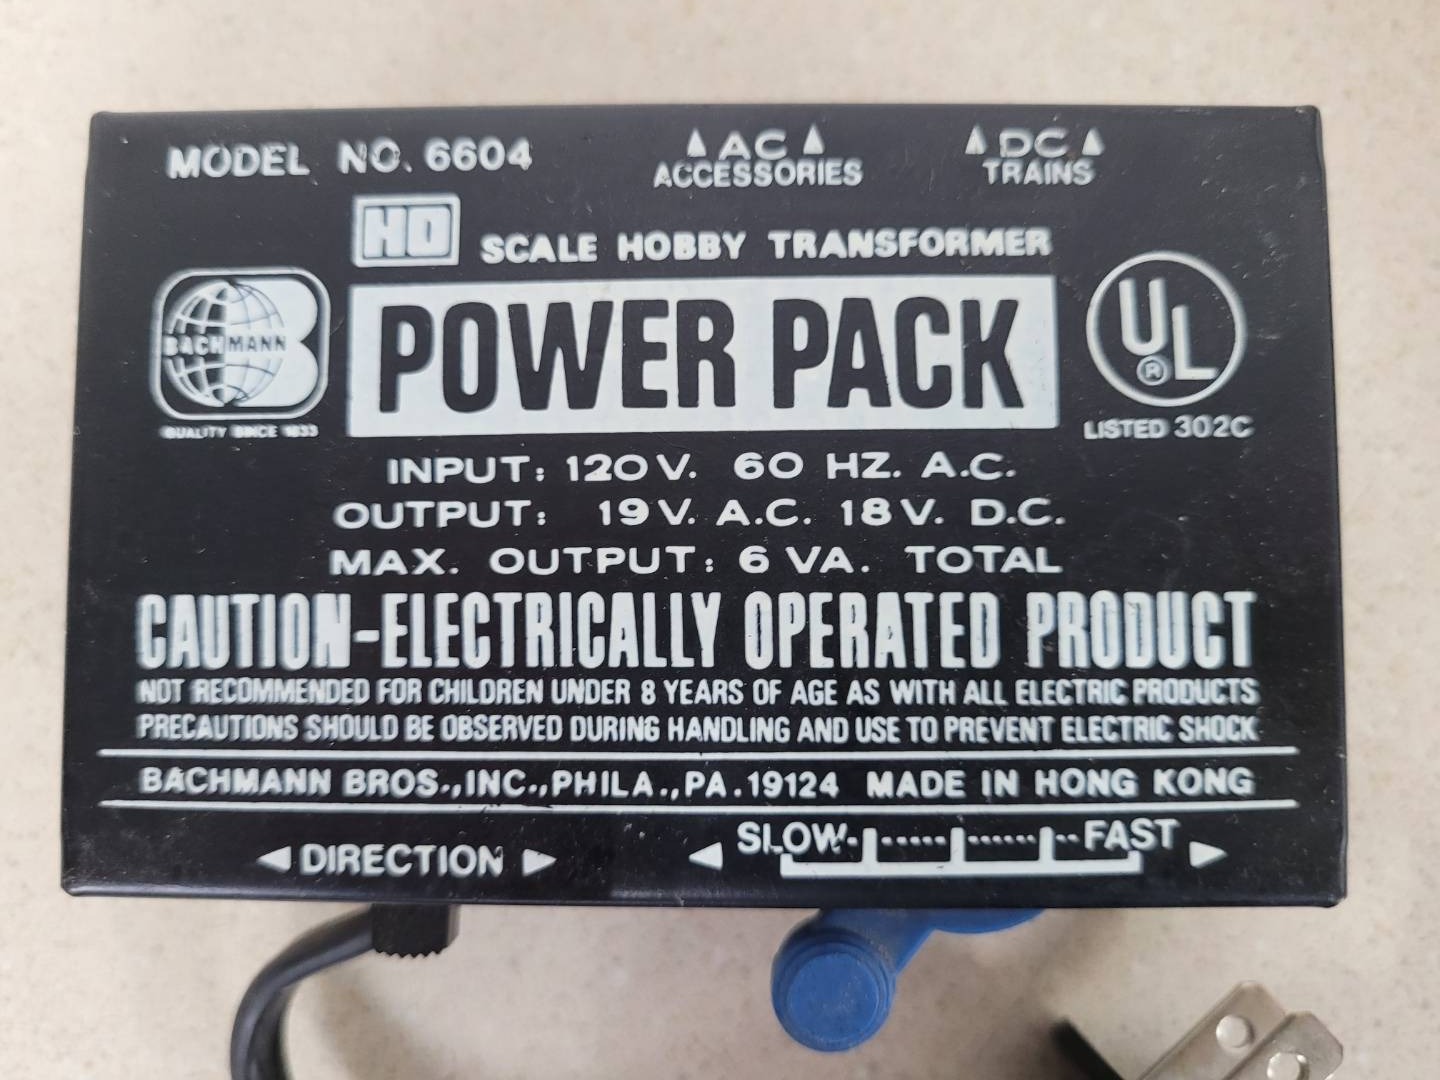 MODEL NO. 6604
AC
ACCESSORIES
DC
TRAINS
HO SCALE HOBBY TRANSFORMER
BACHMANN
QUALITY SINCE 1833
POWER PACK
UL
®
LISTED 302C
INPUT: 120V. 60 HZ. A.C.
OUTPUT: 19V. A.C. 18V. D.C.
MAX. OUTPUT: 6 VA. TOTAL
CAUTION-ELECTRICALLY OPERATED PRODUCT
NOT RECOMMENDED FOR CHILDREN UNDER 8 YEARS OF AGE AS WITH ALL ELECTRIC PRODUCTS
PRECAUTIONS SHOULD BE OBSERVED DURING HANDLING AND USE TO PREVENT ELECTRIC SHOCK
BACHMANN BROS.,INC.,PHILA.,PA.19124 MADE IN HONG KONG
DIRECTION
SLOW FAST